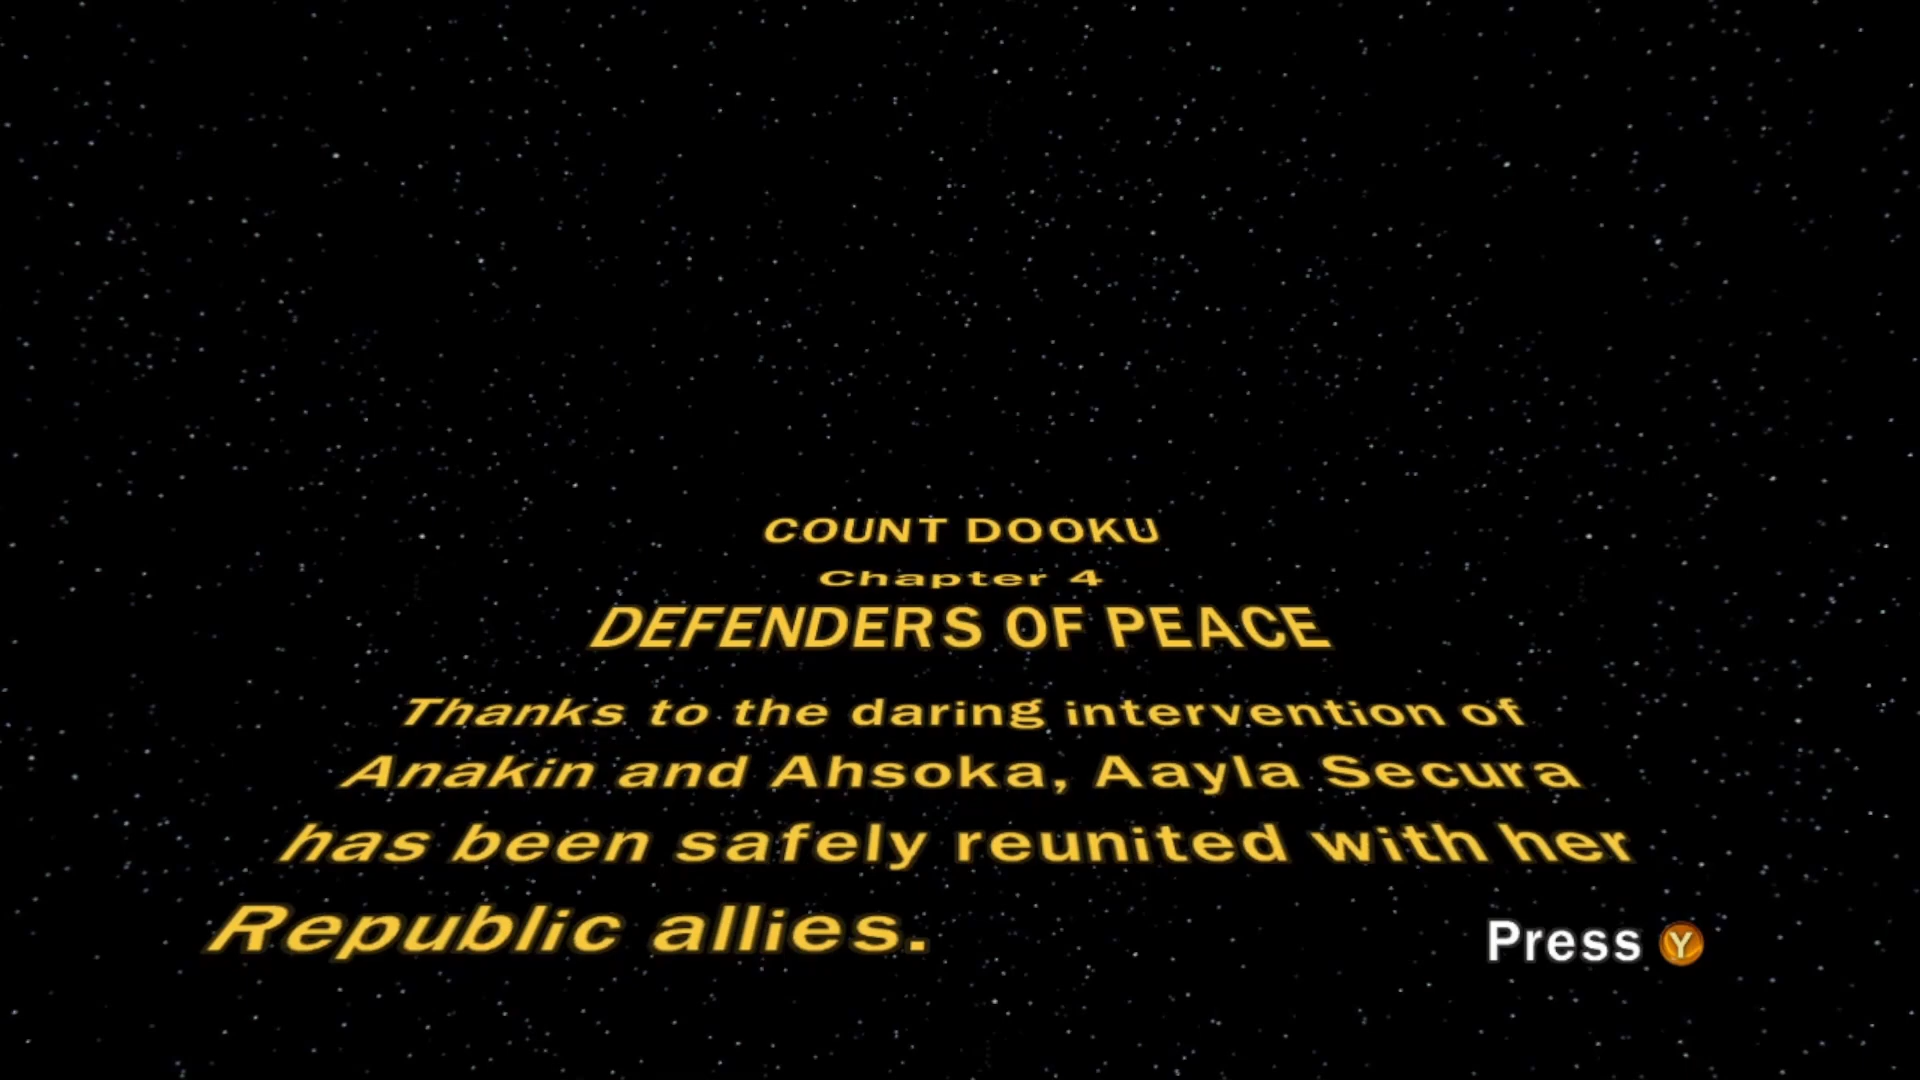 COUNT DOOKU
Chapter 4
DEFENDERS OF PEACE
Thanks to the daring intervention of
Anakin and Ahsoka, Aayla Secura
has been safely reunited with her
Republic allies.
Press Y